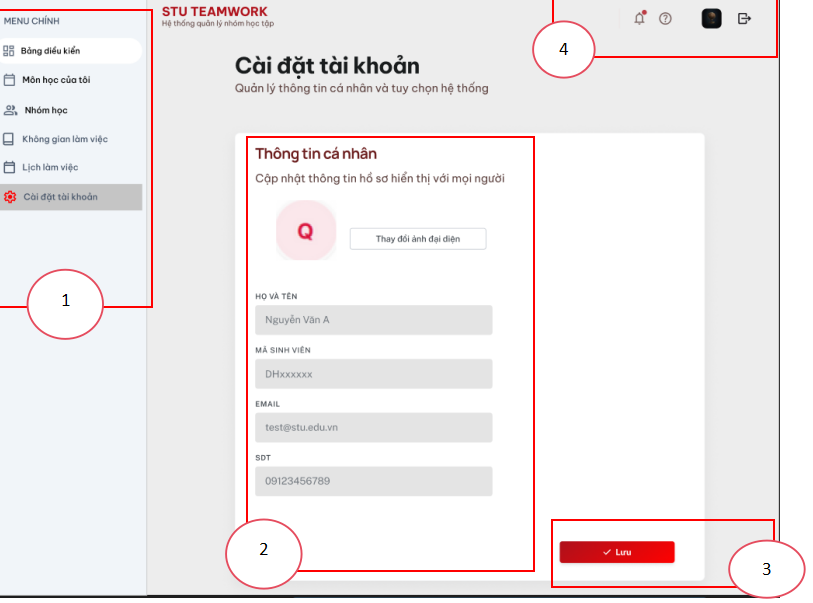 MENU CHÍNH
Bảng điều kiển
Môn học của tôi
Nhóm học
Không gian làm việc
Lịch làm việc
Cài đặt tài khoản
1
STU TEAMWORK
Hệ thống quản lý nhóm học tập
4
Cài đặt tài khoản
Quản lý thông tin cá nhân và tuy chọn hệ thống
Thông tin cá nhân
Cập nhật thông tin hồ sơ hiển thị với mọi người
Q
Thay đổi ảnh đại diện
HỌ VÀ TÊN
Nguyễn Văn A
MÃ SINH VIÊN
DHxxxxxx
EMAIL
test@stu.edu.vn
SDT
09123456789
2
Lưu
3